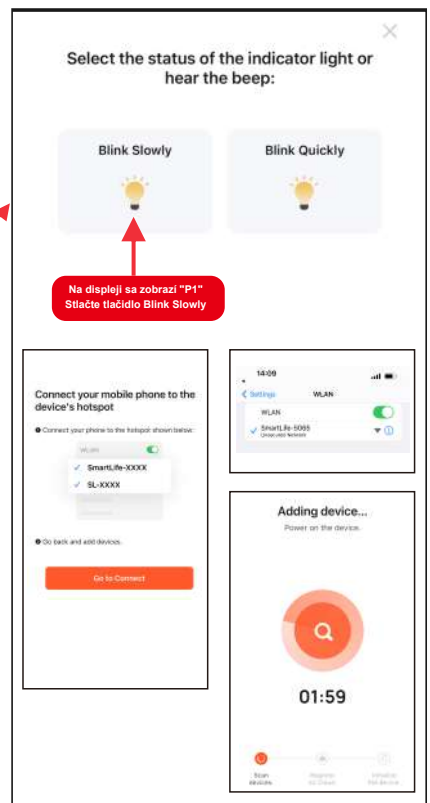 Select the status of the indicator light or
hear the beep:
Blink Slowly
Blink Quickly
Na displeji sa zobrazí "P1"
Stlačte tlačidlo Blink Slowly
Connect your mobile phone to the
device's hotspot
Connect your phone to the hotspot shown below:
WLAN
SmartLife-XXXX
SL-XXXX
Go back and add devices.
Go to Connect
14:09
Settings
WLAN
WLAN
SmartLife-5065
Unsecured Network
Adding device...
Power on the device.
01:59
Scan
devices.